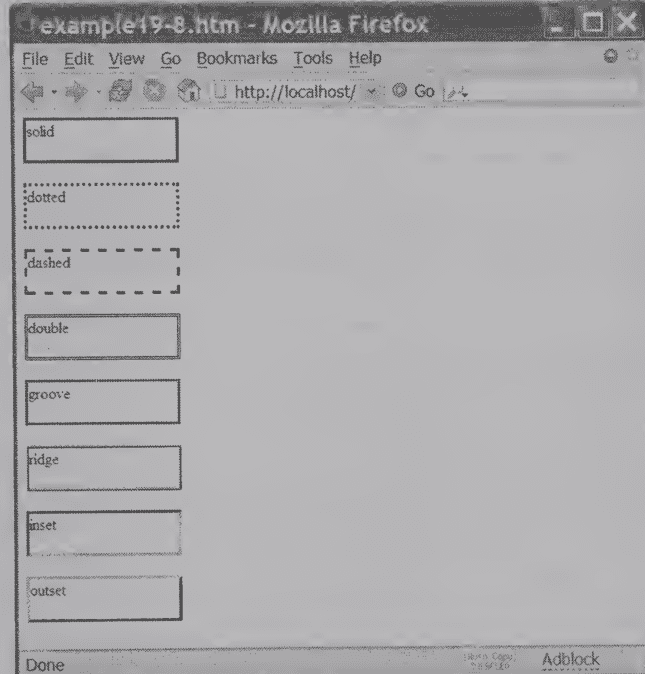 example19-8.htm - Mozilla Firefox
File Edit View Go Bookmarks Tools Help
http://localhost/ Go
solid
dotted
dashed
double
groove
ridge
inset
outset
Done Adblock